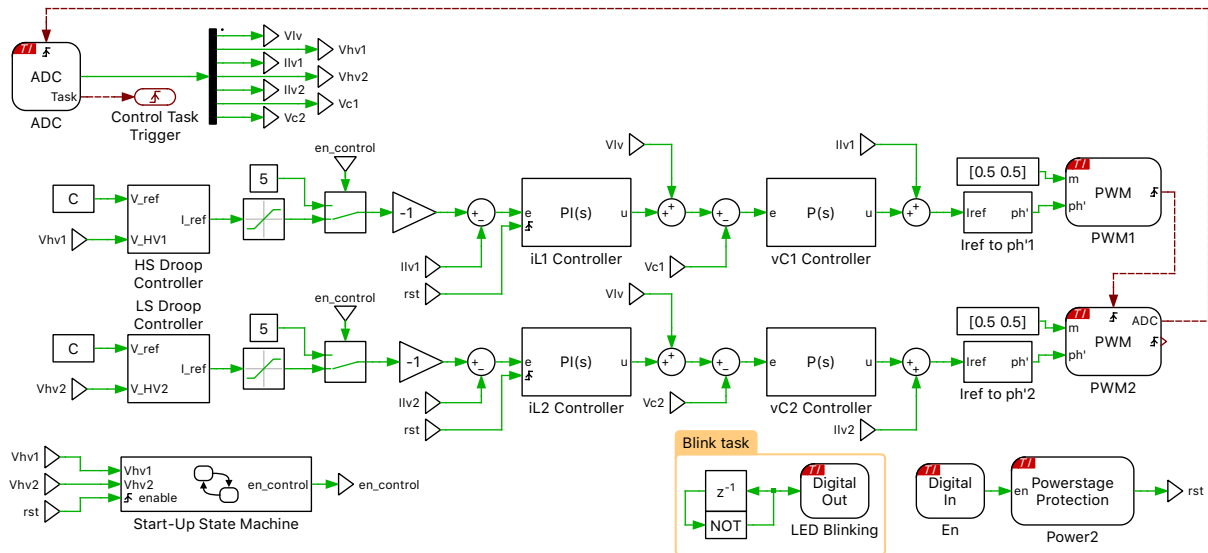 TI
ADC
Task
ADC
Control Task
Trigger
Vlv
Vhv1
Ilv1
Vhv2
Ilv2
Vc1
Vc2
C
Vhv1
V_ref
V_HV1
I_ref
HS Droop
Controller
5
en_control
-1
+
−
Ilv1
rst
e
PI(s)
u
iL1 Controller
Vlv
+
+
+
−
Vc1
e
P(s)
u
vC1 Controller
Ilv1
+
+
[0.5 0.5]
Iref
ph'
Iref to ph'1
TI
m
ph'
PWM
PWM1
LS Droop
Controller
C
Vhv2
V_ref
V_HV2
I_ref
5
en_control
-1
+
−
Ilv2
rst
e
PI(s)
u
iL2 Controller
Vlv
+
+
+
−
Vc2
e
P(s)
u
vC2 Controller
Ilv2
+
+
[0.5 0.5]
Iref
ph'
Iref to ph'2
TI
m
ph'
PWM
ADC
PWM2
Vhv1
Vhv2
rst
Vhv1
Vhv2
enable
en_control
en_control
Start-Up State Machine
Blink task
z-1
NOT
TI
Digital
Out
LED Blinking
TI
Digital
In
En
TI
en
Powerstage
Protection
Power2
rst